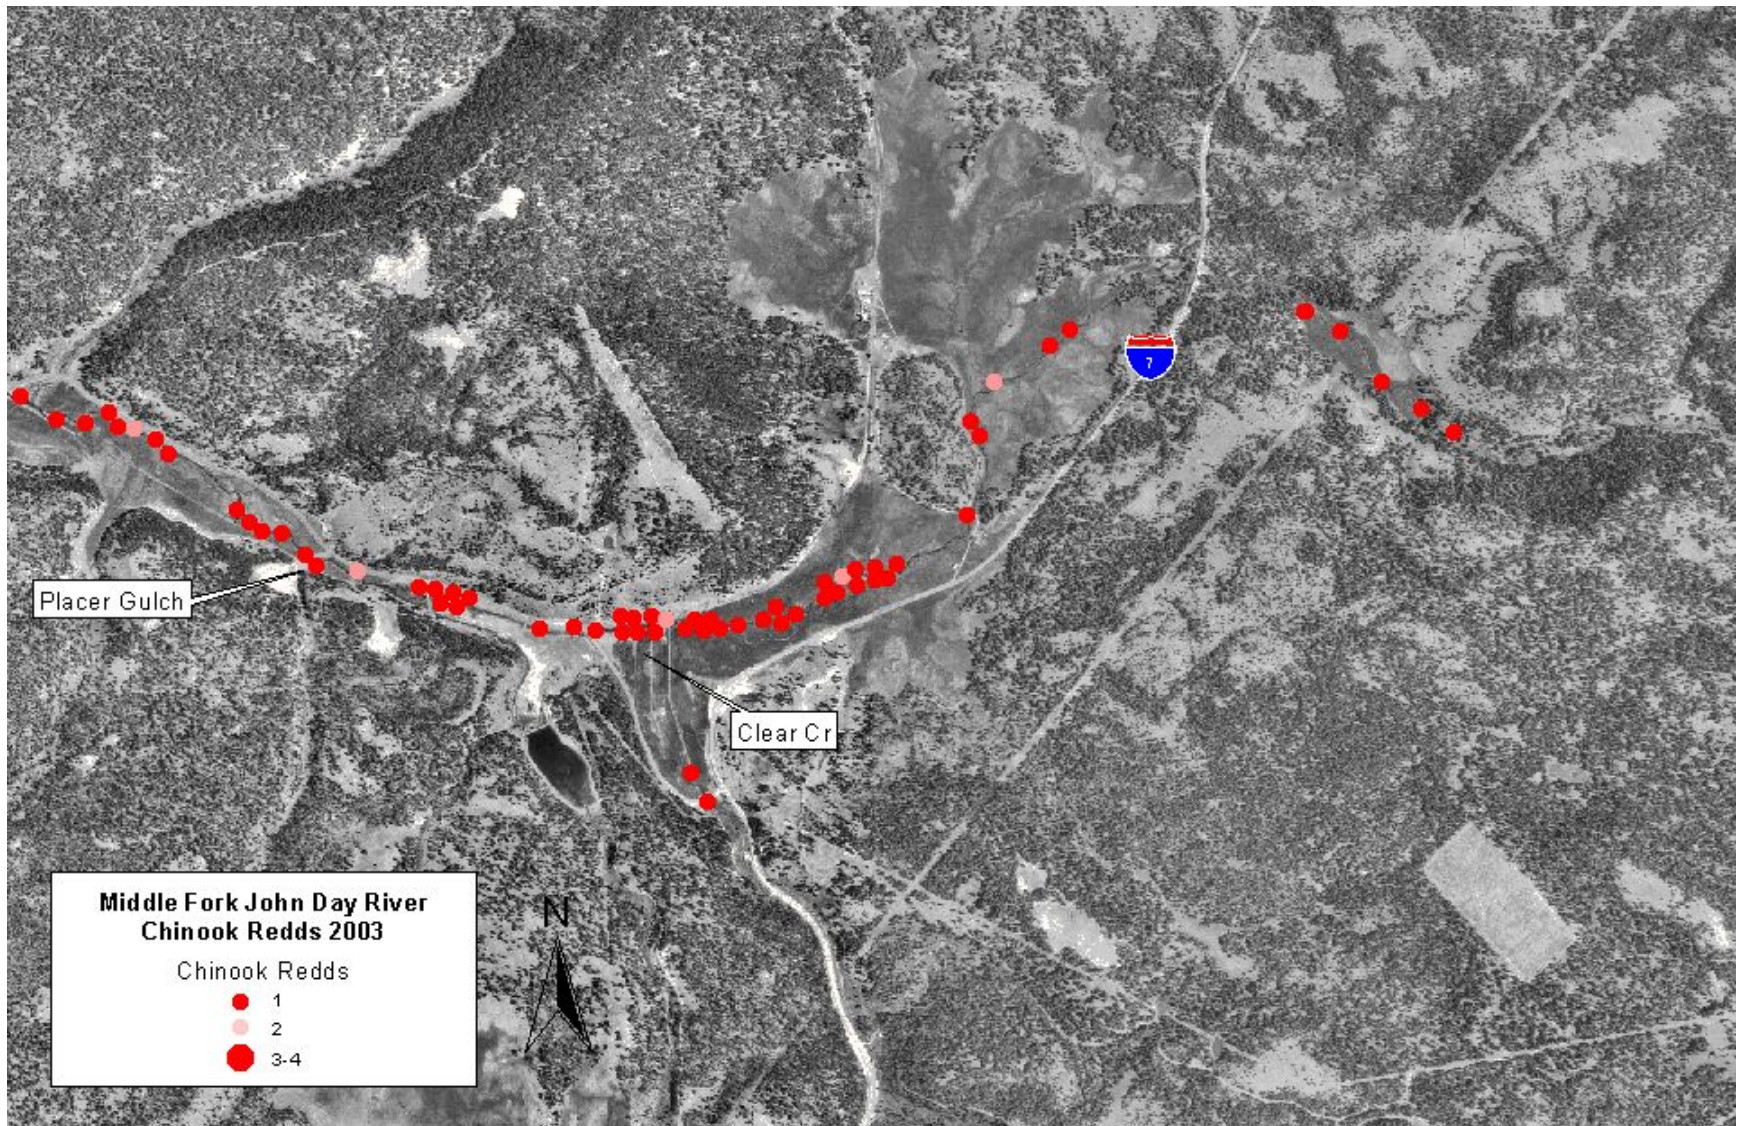 7
Placer Gulch
Clear Cr
N
Middle Fork John Day River
Chinook Redds 2003
Chinook Redds
1
2
3-4